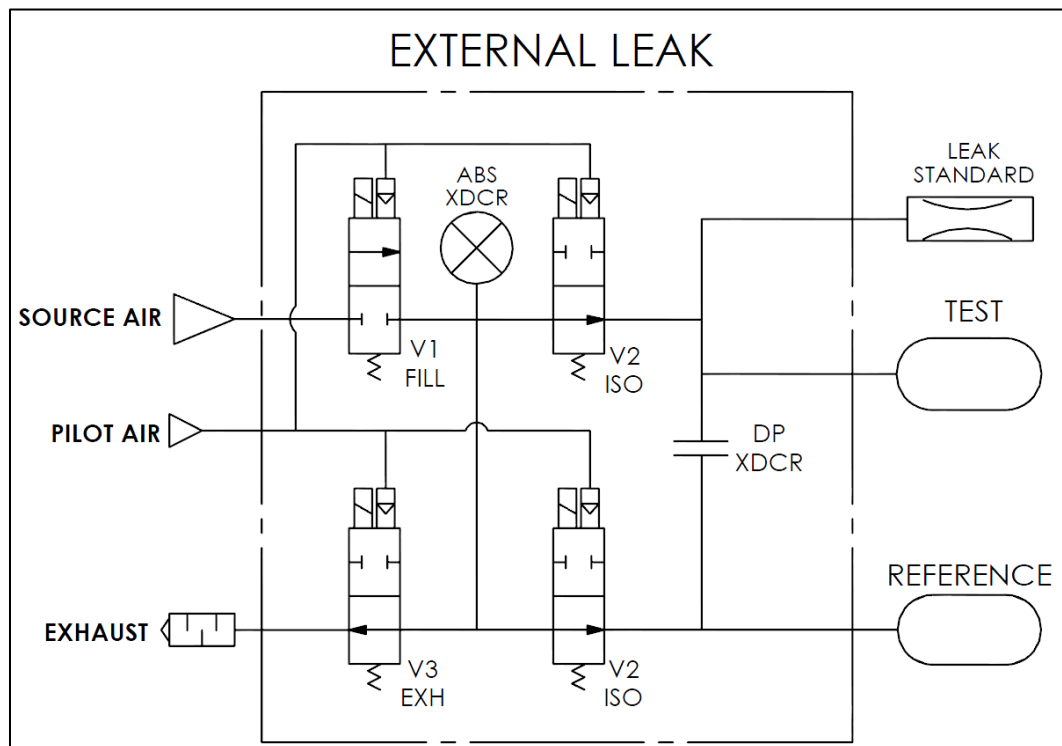 EXTERNAL LEAK
ABS
XDCR
LEAK
STANDARD
SOURCE AIR
V1
FILL
V2
ISO
TEST
PILOT AIR
DP
XDCR
EXHAUST
V3
EXH
V2
ISO
REFERENCE